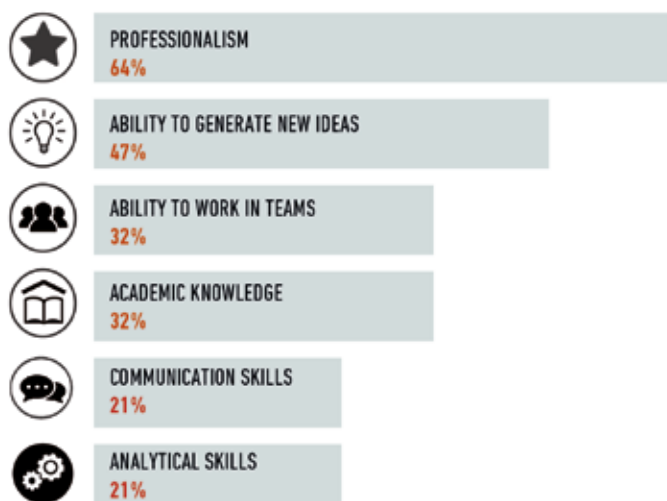 PROFESSIONALISM
64%
ABILITY TO GENERATE NEW IDEAS
47%
ABILITY TO WORK IN TEAMS
32%
ACADEMIC KNOWLEDGE
32%
COMMUNICATION SKILLS
21%
ANALYTICAL SKILLS
21%